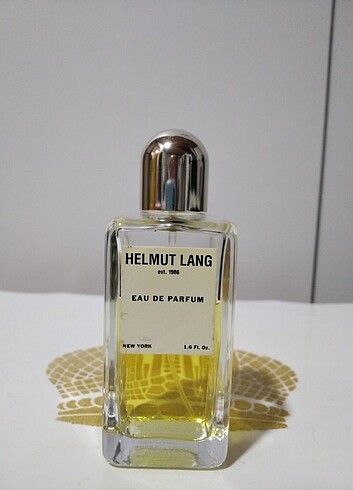 HELMUT LANG
est. 1986
EAU DE PARFUM
NEW YORK 1.6 Fl. Oz.